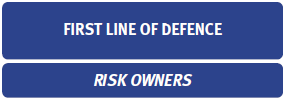 FIRST LINE OF DEFENCE
RISK OWNERS